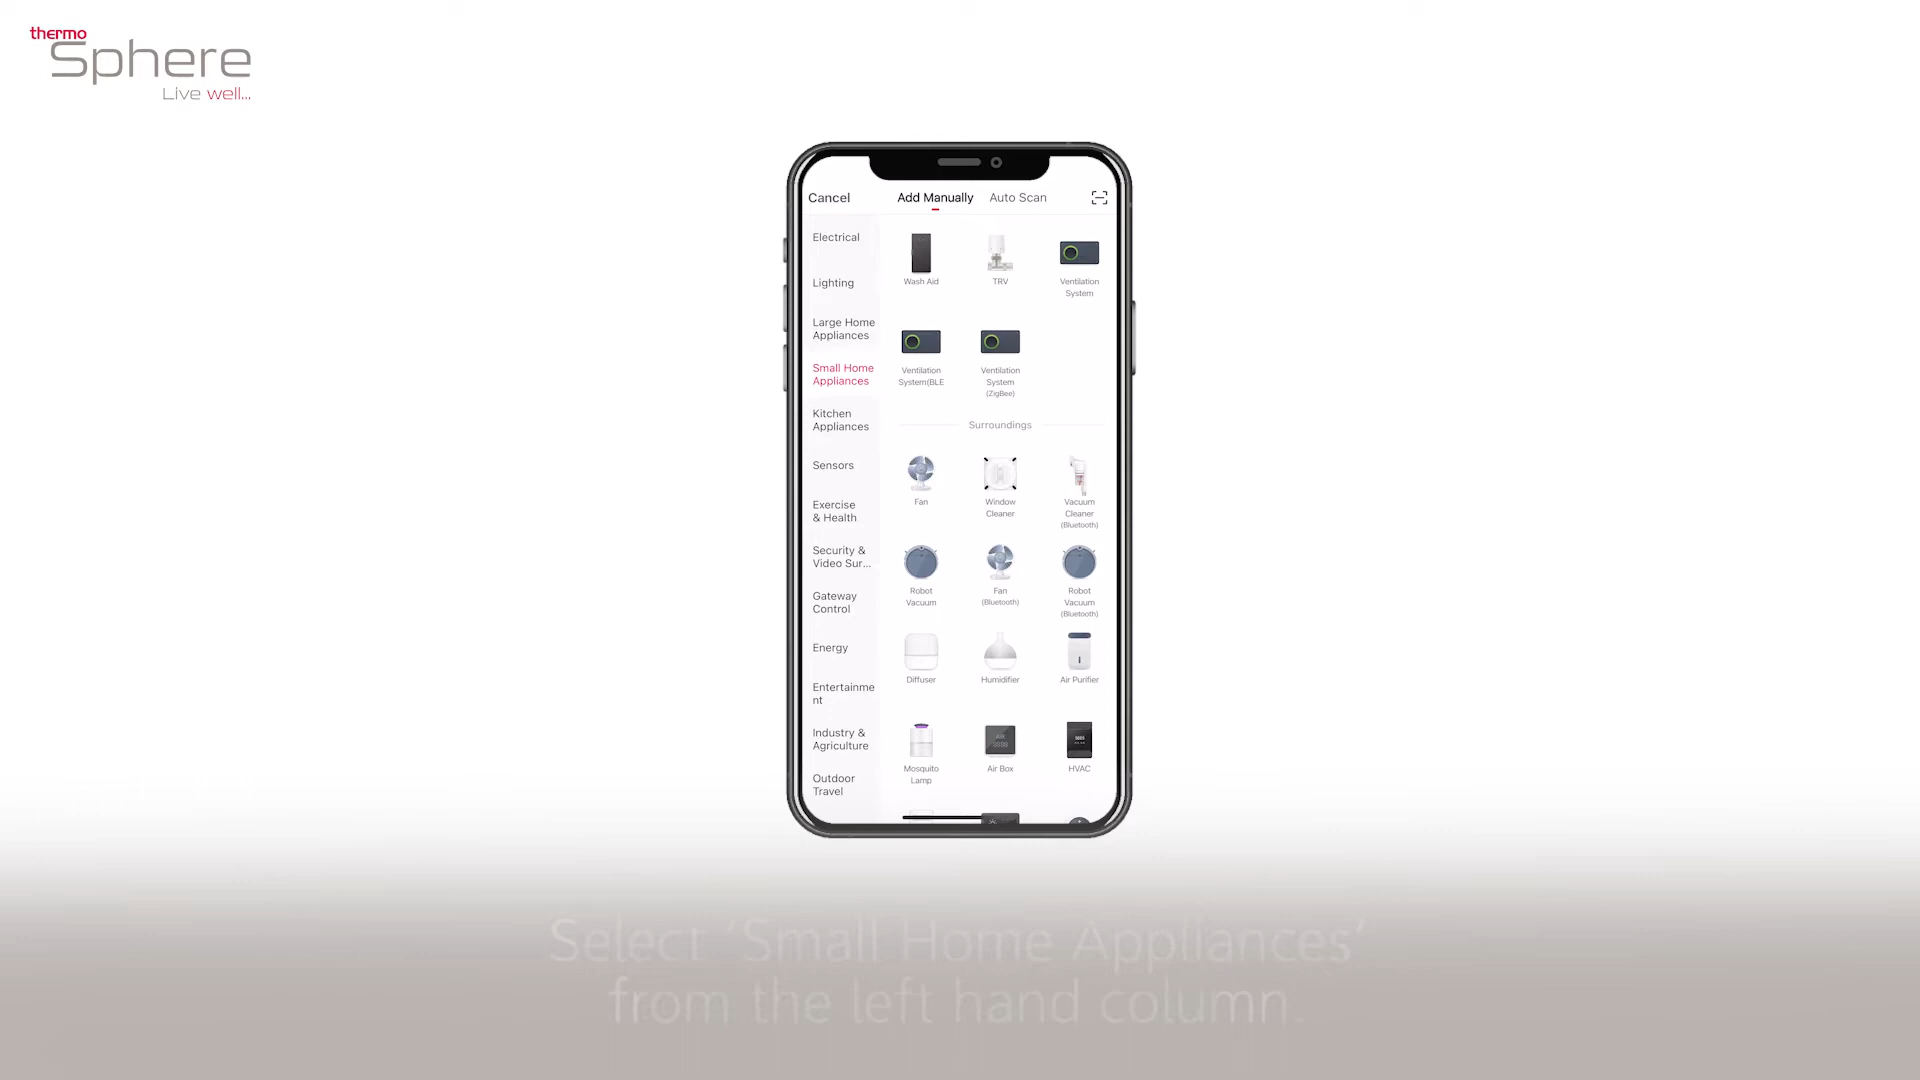 thermo
Sphere
Live well...
Cancel
Add Manually
Auto Scan
Electrical
Lighting
Large Home
Appliances
Small Home
Appliances
Kitchen
Appliances
Sensors
Exercise
& Health
Security &
Video Sur...
Gateway
Control
Energy
Entertainme
nt
Industry &
Agriculture
Outdoor
Travel
Wash Aid
TRV
Ventilation
System
Ventilation
System(BLE
Ventilation
System
(ZigBee)
Surroundings
Fan
Window
Cleaner
Vacuum
Cleaner
(Bluetooth)
Robot
Vacuum
Fan
(Bluetooth)
Robot
Vacuum
(Bluetooth)
Diffuser
Humidifier
Air Purifier
Mosquito
Lamp
Air Box
HVAC
Select 'Small Home Appliances'
from the left hand column.